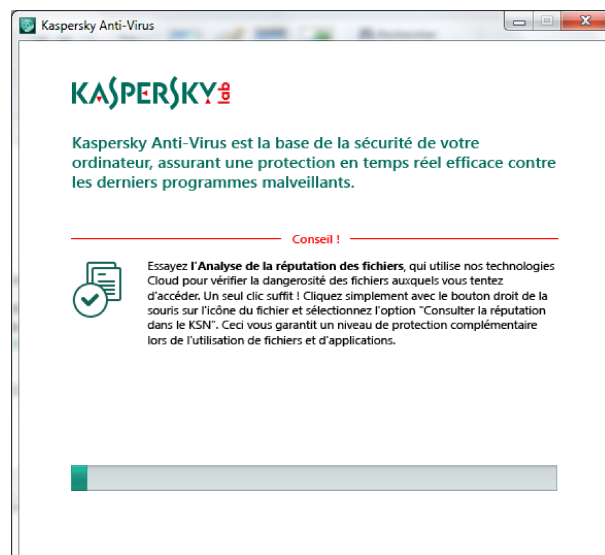 Kaspersky Anti-Virus
KASPERSKY lab
Kaspersky Anti-Virus est la base de la sécurité de votre
ordinateur, assurant une protection en temps réel efficace contre
les derniers programmes malveillants.
Conseil !
Essayez l'Analyse de la réputation des fichiers, qui utilise nos technologies
Cloud pour vérifier la dangerosité des fichiers auxquels vous tentez
d'accéder. Un seul clic suffit ! Cliquez simplement avec le bouton droit de la
souris sur l'icône du fichier et sélectionnez l'option "Consulter la réputation
dans le KSN". Ceci vous garantit un niveau de protection complémentaire
lors de l'utilisation de fichiers et d'applications.